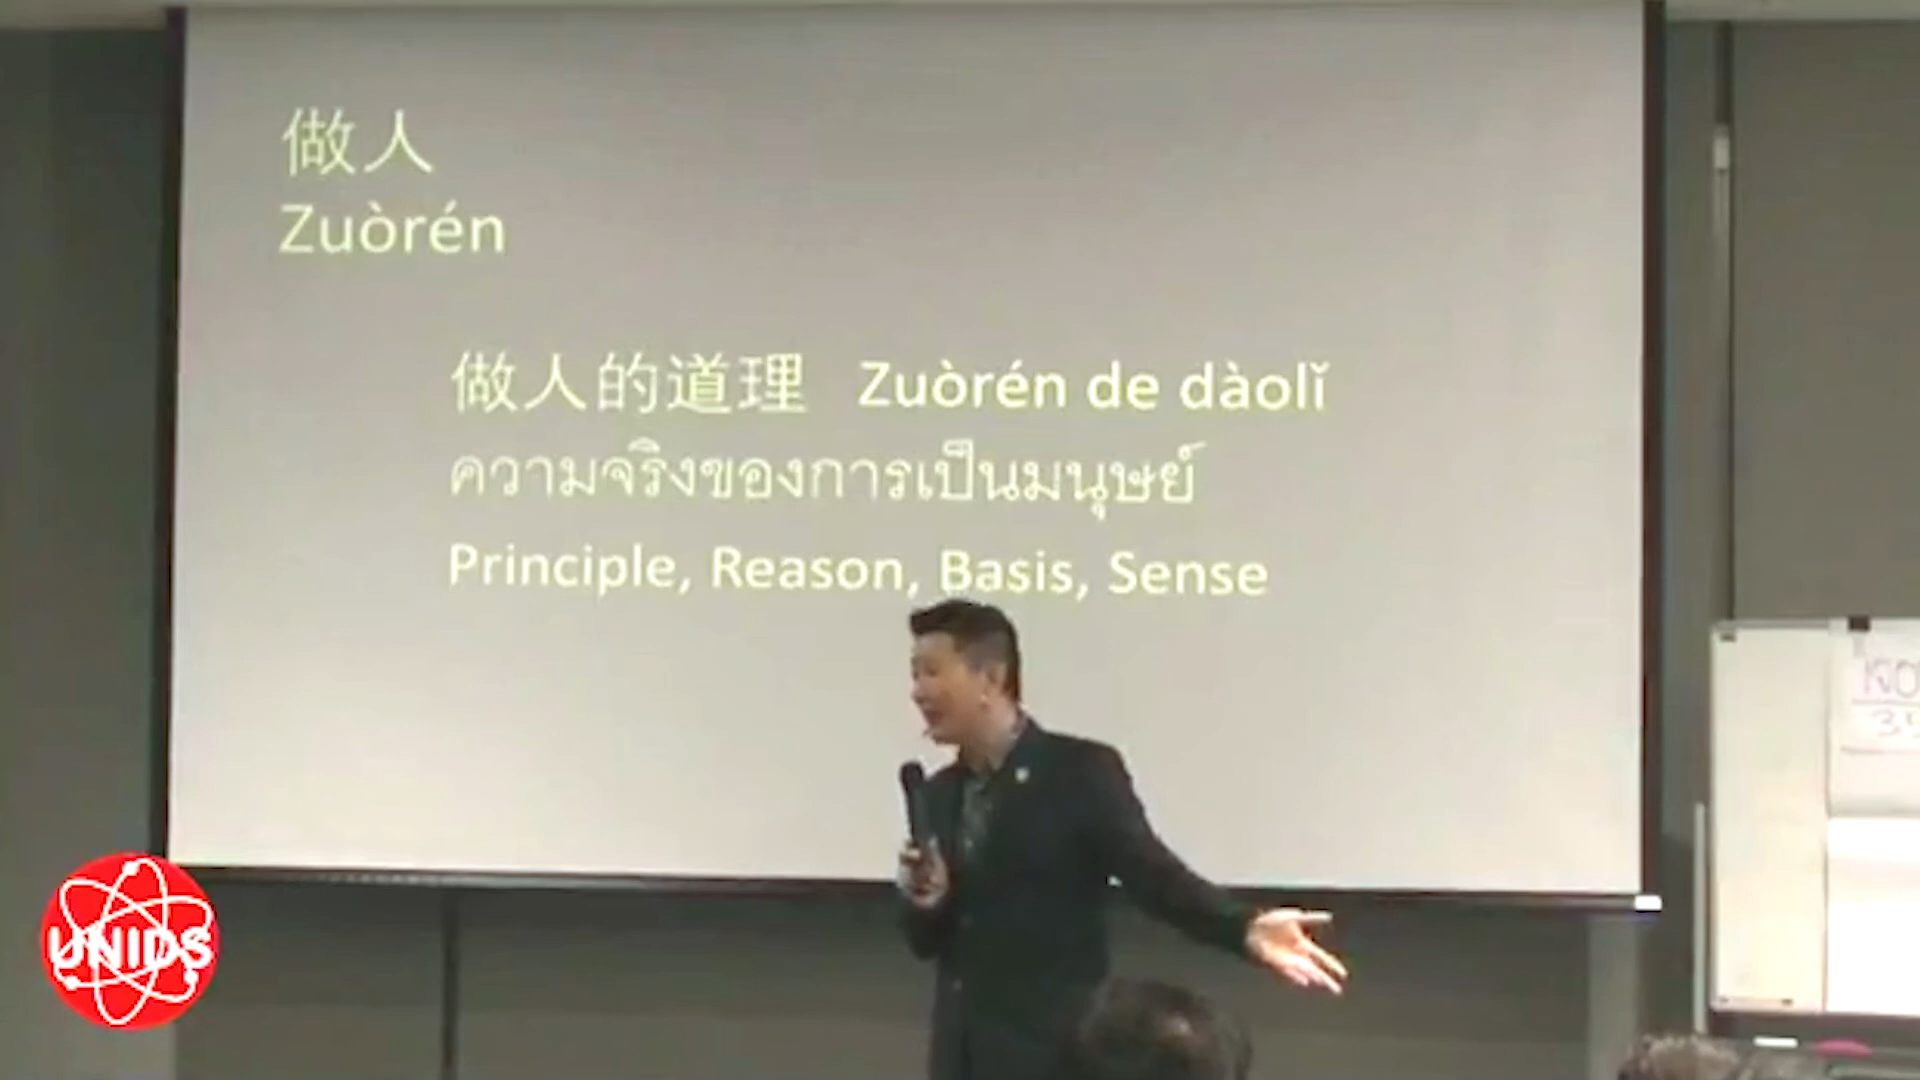 做人
Zuòrén
做人的道理 Zuòrén de dàolǐ
ความจริงของการเป็นมนุษย์
Principle, Reason, Basis, Sense
UNIDS